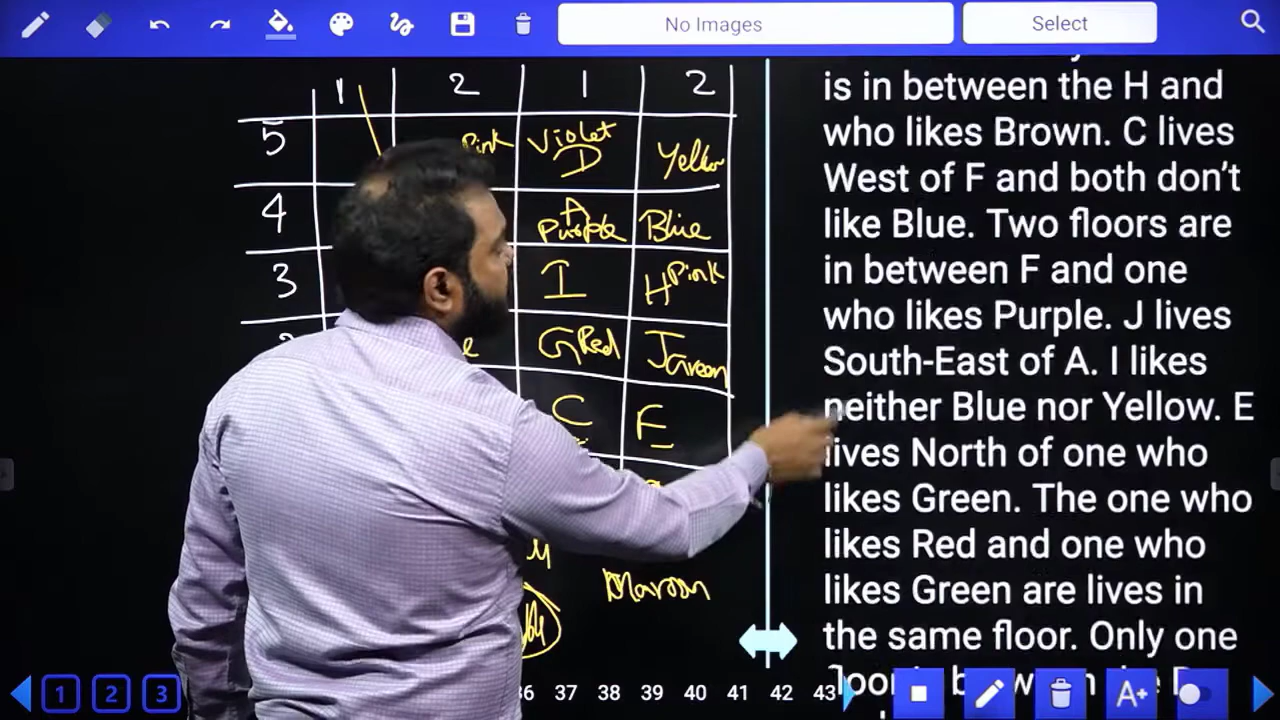 No Images
Select
1 2 1 2
5 Pink Violet D Yellow
4 A Purple Blue
3 I H Pink
G Red J Green
C F
Maroon
is in between the H and
who likes Brown. C lives
West of F and both don't
like Blue. Two floors are
in between F and one
who likes Purple. J lives
South-East of A. I likes
neither Blue nor Yellow. E
lives North of one who
likes Green. The one who
likes Red and one who
likes Green are lives in
the same floor. Only one
1 2 3 36 37 38 39 40 41 42 43
A+